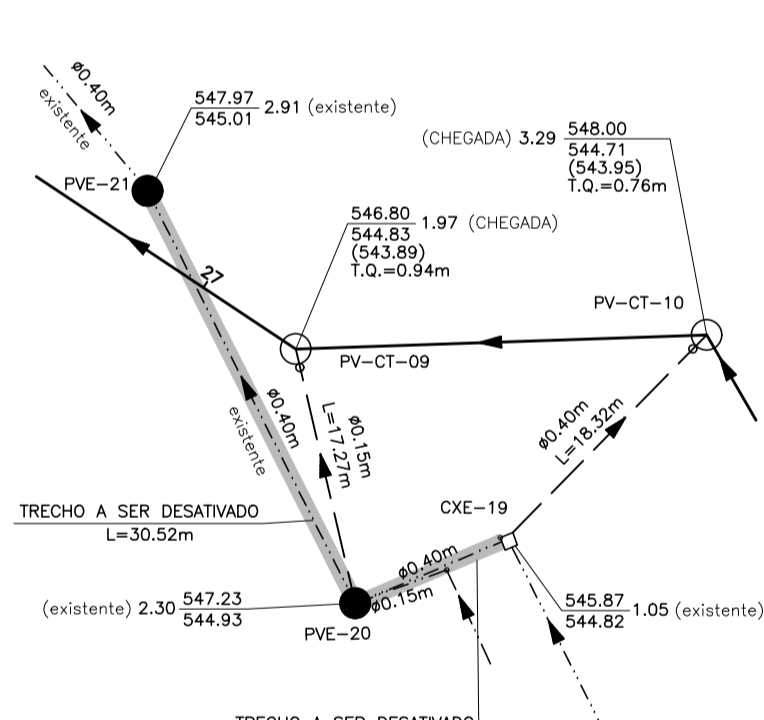 ø0.40m
existente
547.97
545.01
2.91 (existente)
PVE-21
(CHEGADA) 3.29
548.00
544.71
(543.95)
T.Q.=0.76m
546.80
544.83
(543.89)
T.Q.=0.94m
1.97 (CHEGADA)
27
PV-CT-10
PV-CT-09
ø0.40m
existente
ø0.15m
L=17.27m
ø0.40m
L=18.32m
TRECHO A SER DESATIVADO
L=30.52m
CXE-19
ø0.40m
ø0.15m
(existente) 2.30
547.23
544.93
PVE-20
545.87
544.82
1.05 (existente)
TRECHO A SER DESATIVADO